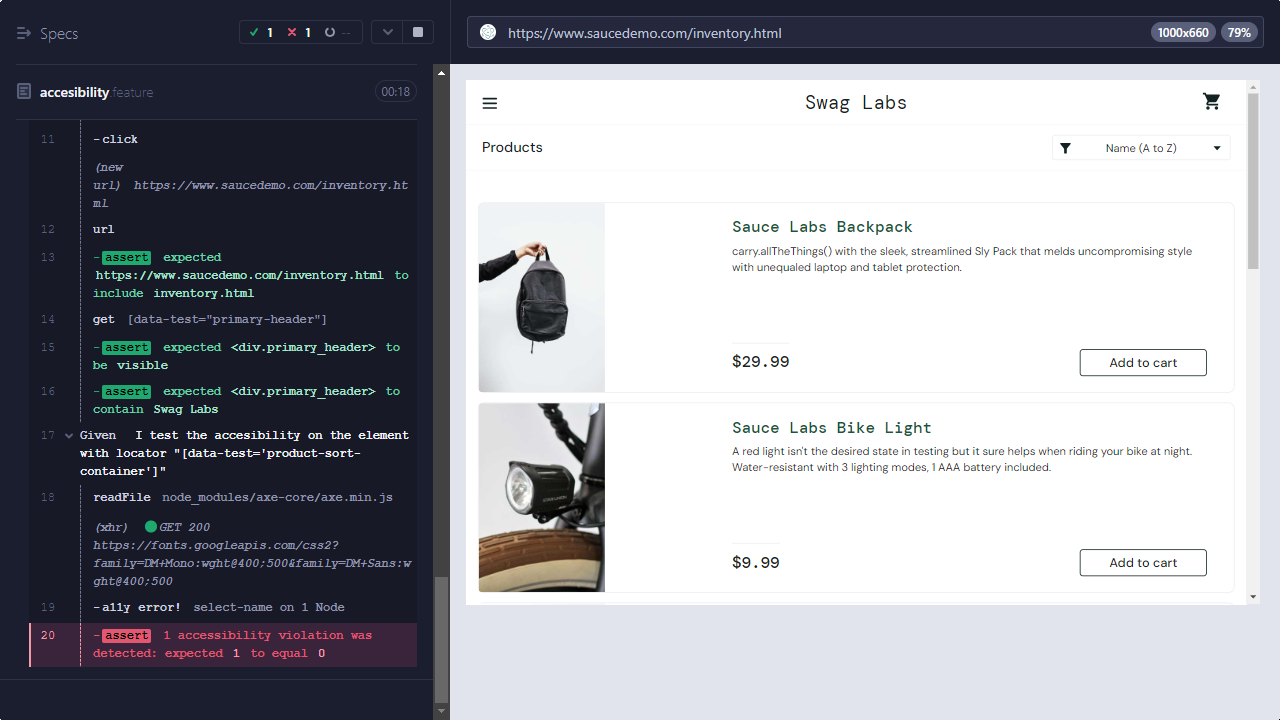 Specs
1
1
--
https://www.saucedemo.com/inventory.html
1000x660
79%
accesibility feature
00:18
11 -click
(new
url) https://www.saucedemo.com/inventory.ht
ml
12 url
13 -assert expected
https://www.saucedemo.com/inventory.html to
include inventory.html
14 get [data-test="primary-header"]
15 -assert expected <div.primary_header> to
be visible
16 -assert expected <div.primary_header> to
contain Swag Labs
17 Given I test the accesibility on the element
with locator "[data-test='product-sort-
container']"
18 readFile node_modules/axe-core/axe.min.js
(xhr) GET 200
https://fonts.googleapis.com/css2?
family=DM+Mono:wght@400;500&family=DM+Sans:w
ght@400;500
19 -a11y error! select-name on 1 Node
20 -assert 1 accessibility violation was
detected: expected 1 to equal 0
Swag Labs
Products
Name (A to Z)
Sauce Labs Backpack
carry.allTheThings() with the sleek, streamlined Sly Pack that melds uncompromising style
with unequaled laptop and tablet protection.
$29.99
Add to cart
Sauce Labs Bike Light
A red light isn't the desired state in testing but it sure helps when riding your bike at night.
Water-resistant with 3 lighting modes, 1 AAA battery included.
$9.99
Add to cart